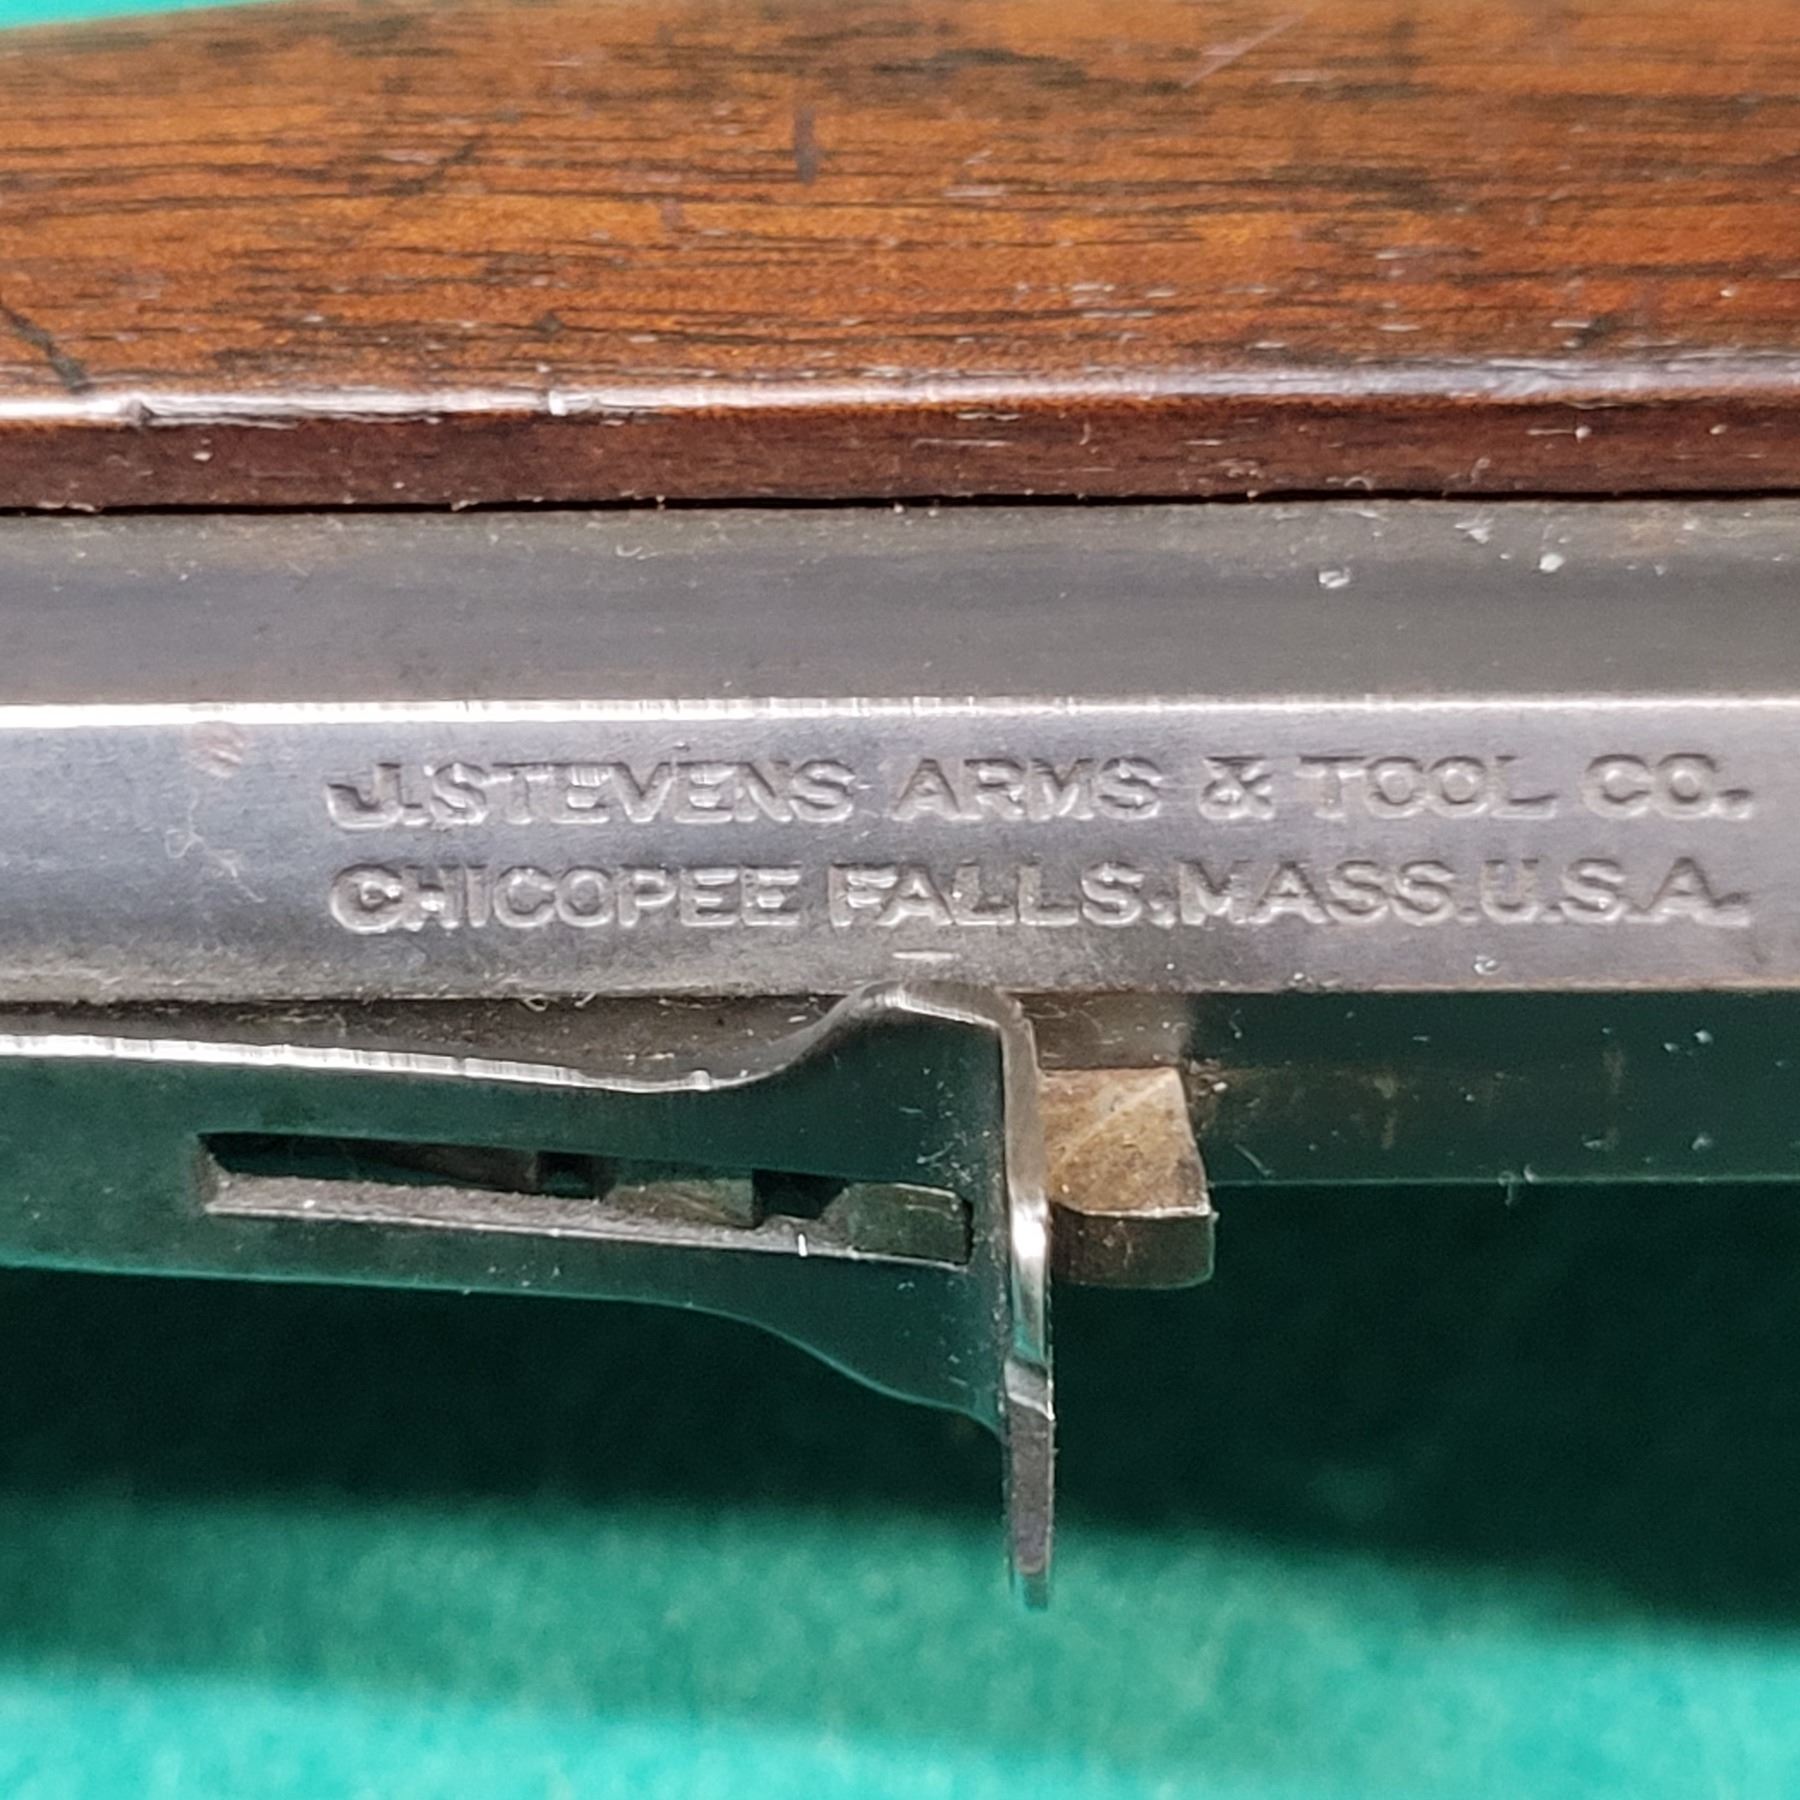 J.STEVENS ARMS & TOOL CO.
CHICOPEE FALLS.MASS.U.S.A.